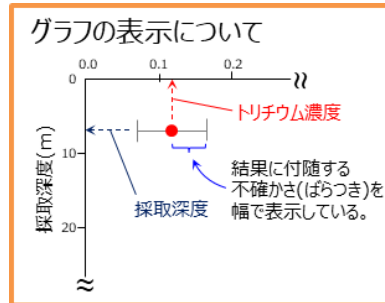 グラフの表示について
0.0 0.1 0.2
0
トリチウム濃度
10
採取深度(m)
採取深度
結果に付随する
不確かさ(ばらつき)を
幅で表示している。
20